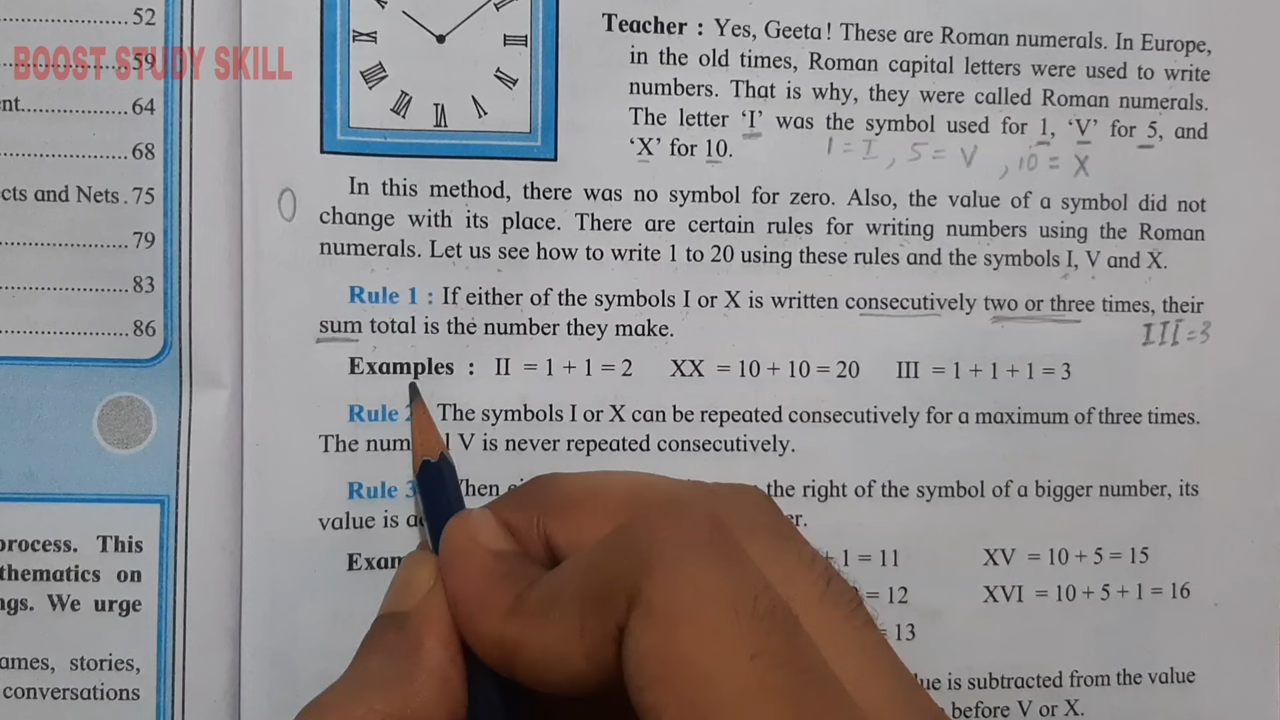 ....................52
BOOST STUDY SKILL
....................59
nt....................64
....................68
cts and Nets.75
....................79
....................83
....................86
process. This
thematics on
ngs. We urge
ames, stories,
conversations
Teacher : Yes, Geeta! These are Roman numerals. In Europe,
in the old times, Roman capital letters were used to write
numbers. That is why, they were called Roman numerals.
The letter ‘I’ was the symbol used for 1, ‘V’ for 5, and
‘X’ for 10.
1 = I , 5 = V , 10 = X
In this method, there was no symbol for zero. Also, the value of a symbol did not
0
change with its place. There are certain rules for writing numbers using the Roman
numerals. Let us see how to write 1 to 20 using these rules and the symbols I, V and X.
Rule 1 : If either of the symbols I or X is written consecutively two or three times, their
sum total is the number they make.
III=3
Examples : II = 1 + 1 = 2 XX = 10 + 10 = 20 III = 1 + 1 + 1 = 3
Rule 2 The symbols I or X can be repeated consecutively for a maximum of three times.
The V is never repeated consecutively.
Rule 3 the right of the symbol of a bigger number, its
value is
+ 1 = 11 XV = 10 + 5 = 15
= 12 XVI = 10 + 5 + 1 = 16
= 13
is subtracted from the value
before V or X.